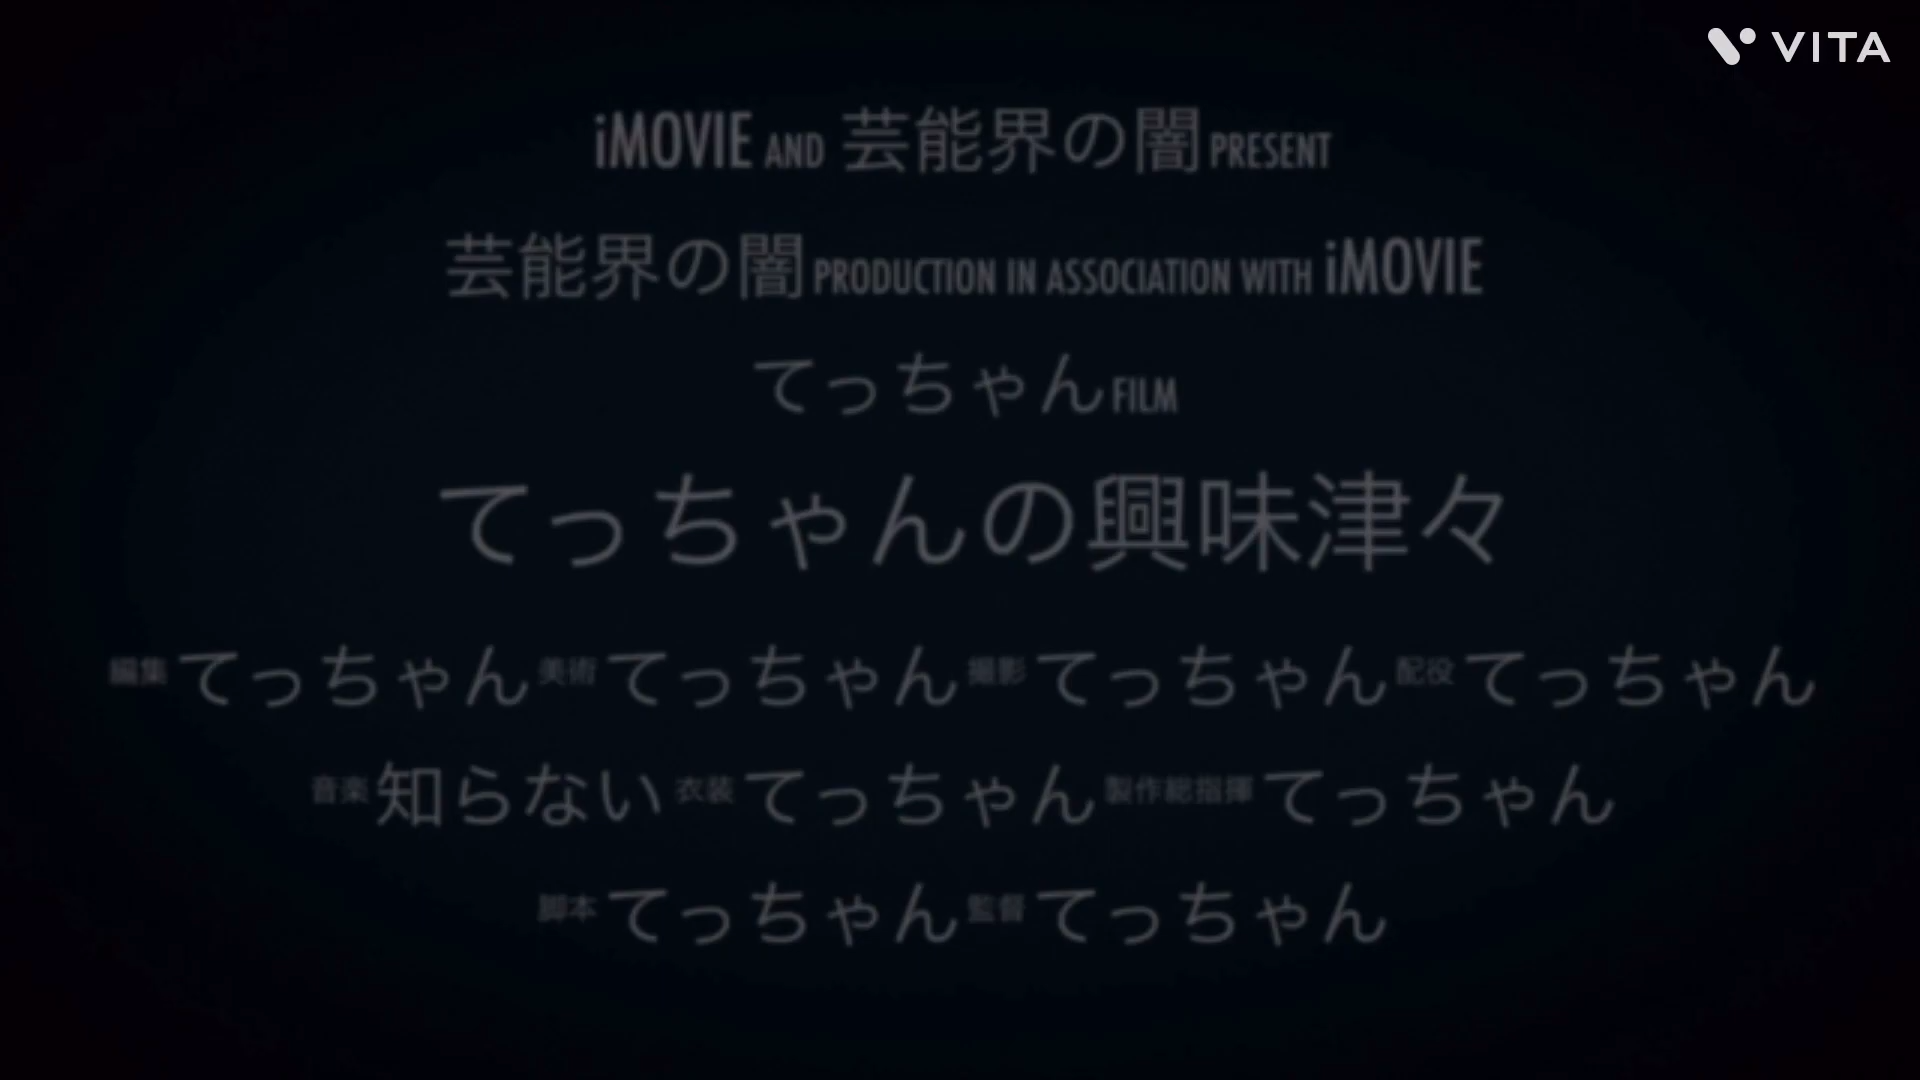 VITA
iMOVIE AND 芸能界の闇 PRESENT
芸能界の闇 PRODUCTION IN ASSOCIATION WITH iMOVIE
てっちゃん FILM
てっちゃんの興味津々
編集 てっちゃん 美術 てっちゃん 撮影 てっちゃん 配役 てっちゃん
音楽 知らない 衣装 てっちゃん 製作総指揮 てっちゃん
脚本 てっちゃん 監督 てっちゃん